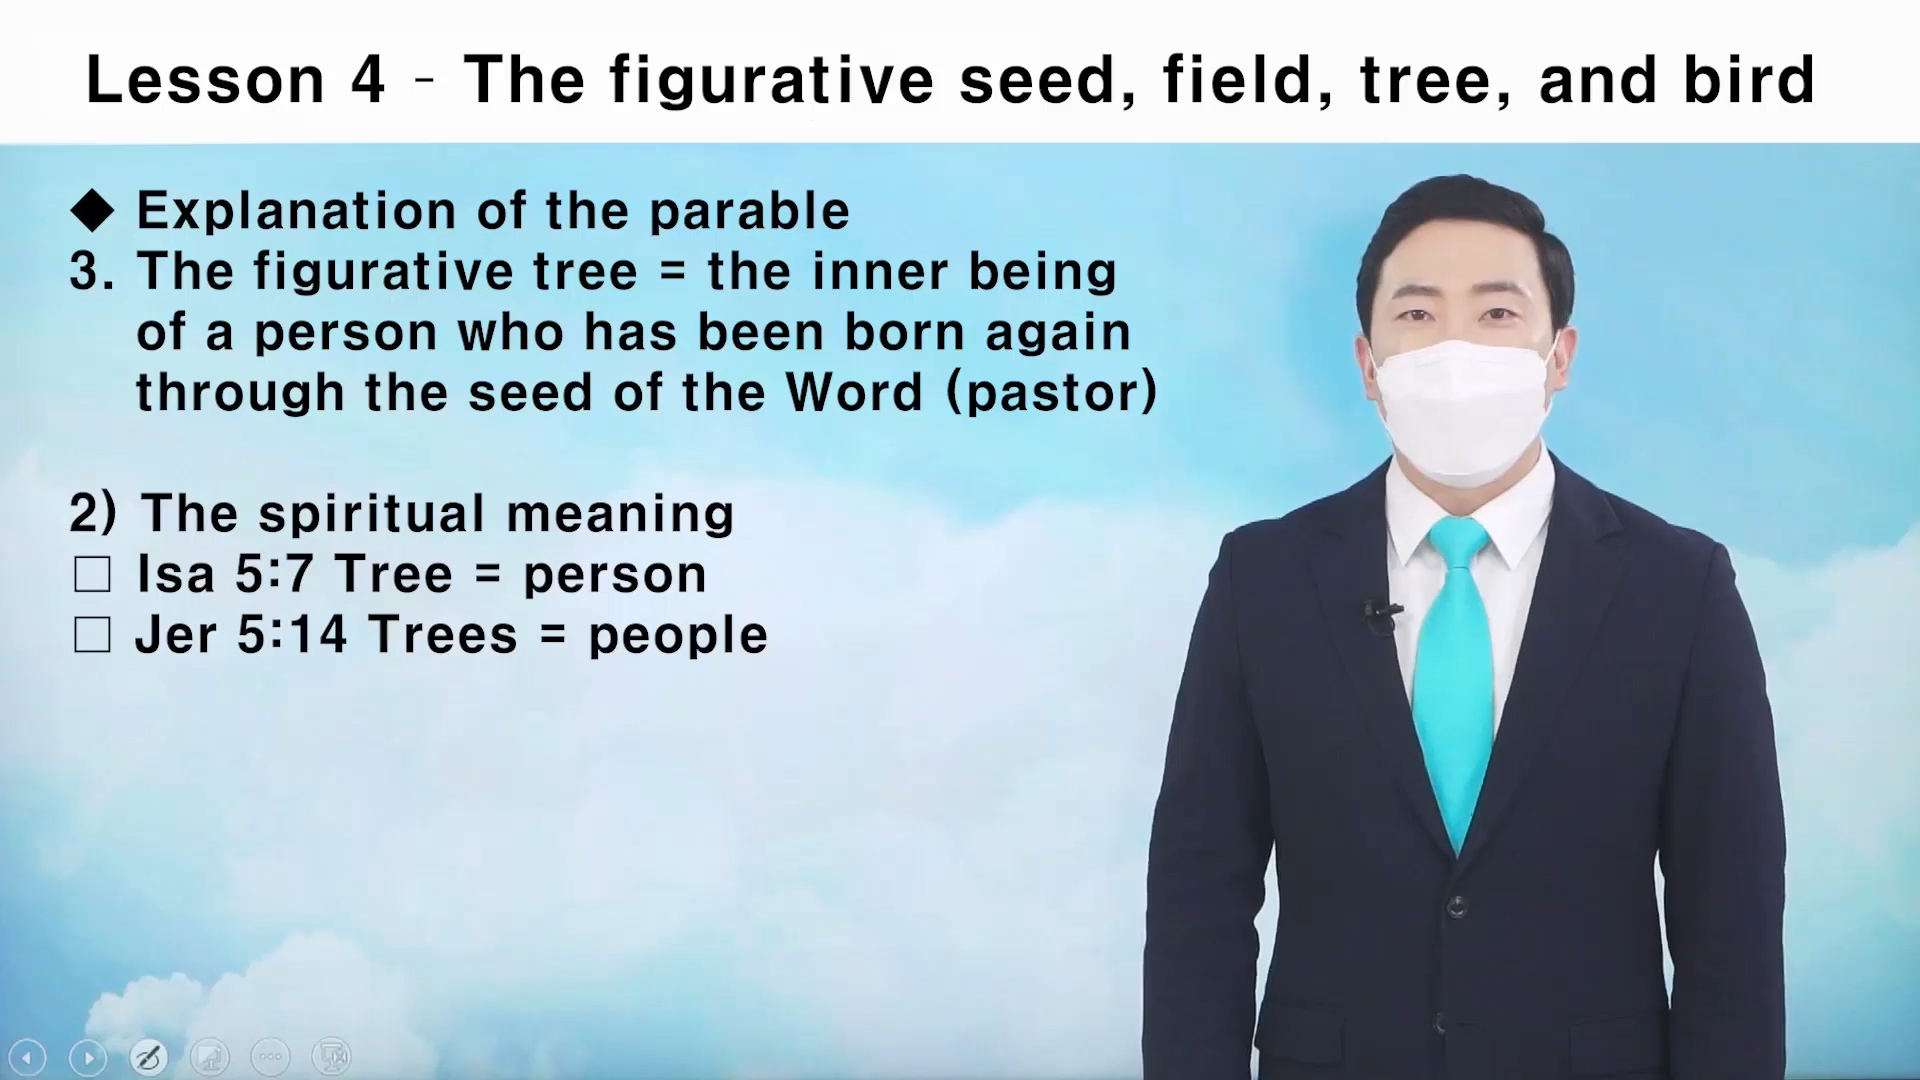 Lesson 4 - The figurative seed, field, tree, and bird
◆ Explanation of the parable
3. The figurative tree = the inner being
of a person who has been born again
through the seed of the Word (pastor)
2) The spiritual meaning
□ Isa 5:7 Tree = person
□ Jer 5:14 Trees = people